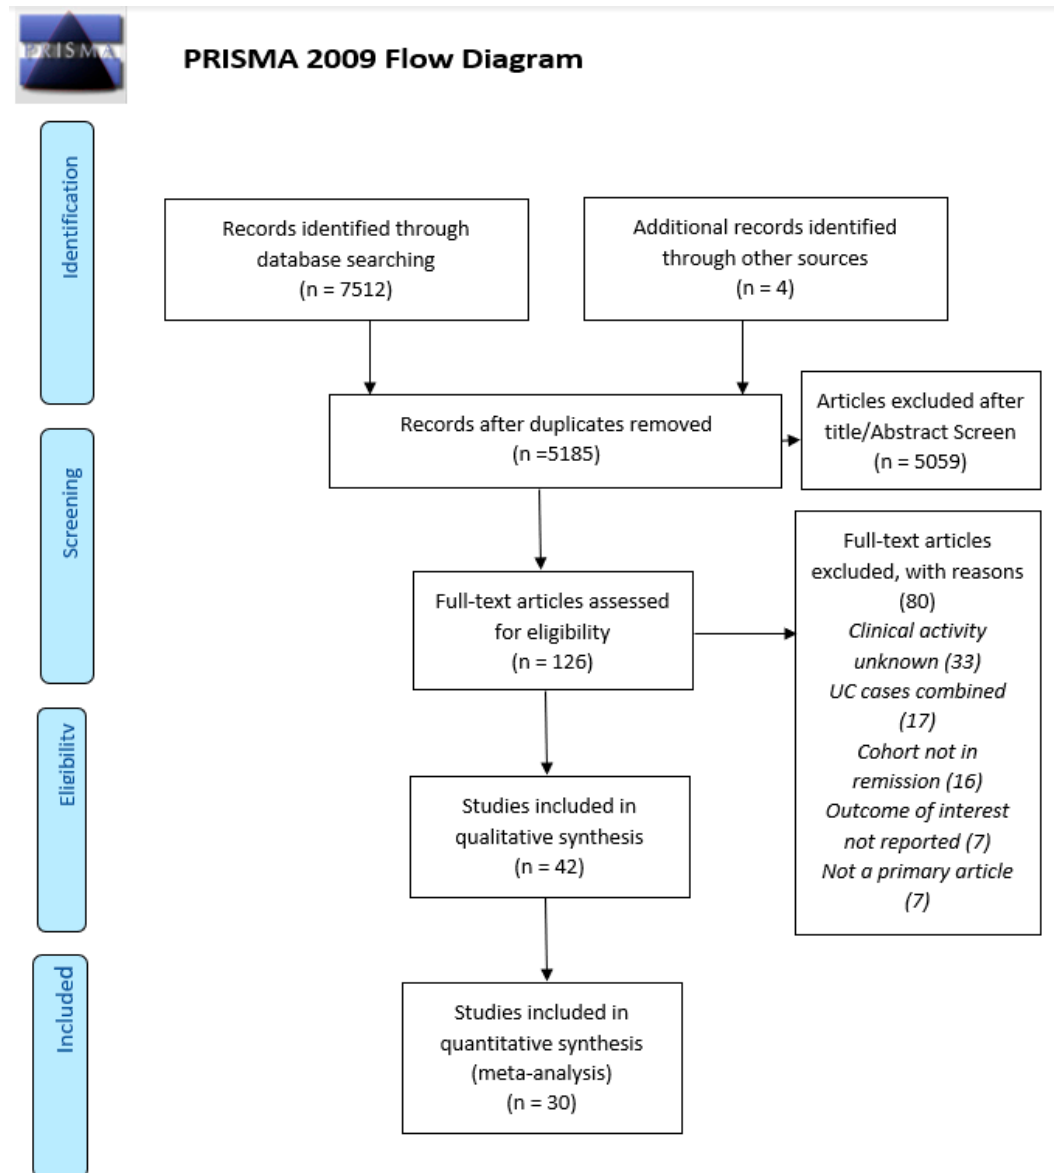 PRISMA
PRISMA 2009 Flow Diagram
Identification
Records identified through
database searching
(n = 7512)
Additional records identified
through other sources
(n = 4)
Records after duplicates removed
(n =5185)
Articles excluded after
title/Abstract Screen
(n = 5059)
Screening
Full-text articles assessed
for eligibility
(n = 126)
Full-text articles
excluded, with reasons
(80)
Clinical activity
unknown (33)
UC cases combined
(17)
Cohort not in
remission (16)
Outcome of interest
not reported (7)
Not a primary article
(7)
Eligibility
Studies included in
qualitative synthesis
(n = 42)
Included
Studies included in
quantitative synthesis
(meta-analysis)
(n = 30)